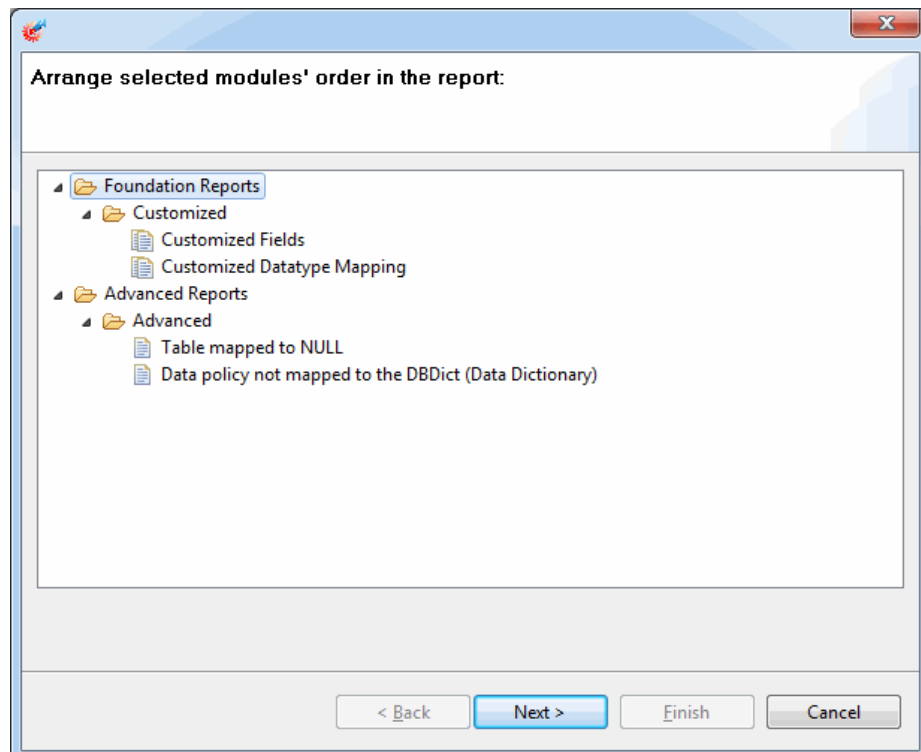 Arrange selected modules' order in the report:
Foundation Reports
Customized
Customized Fields
Customized Datatype Mapping
Advanced Reports
Advanced
Table mapped to NULL
Data policy not mapped to the DBDict (Data Dictionary)
< Back Next > Finish Cancel